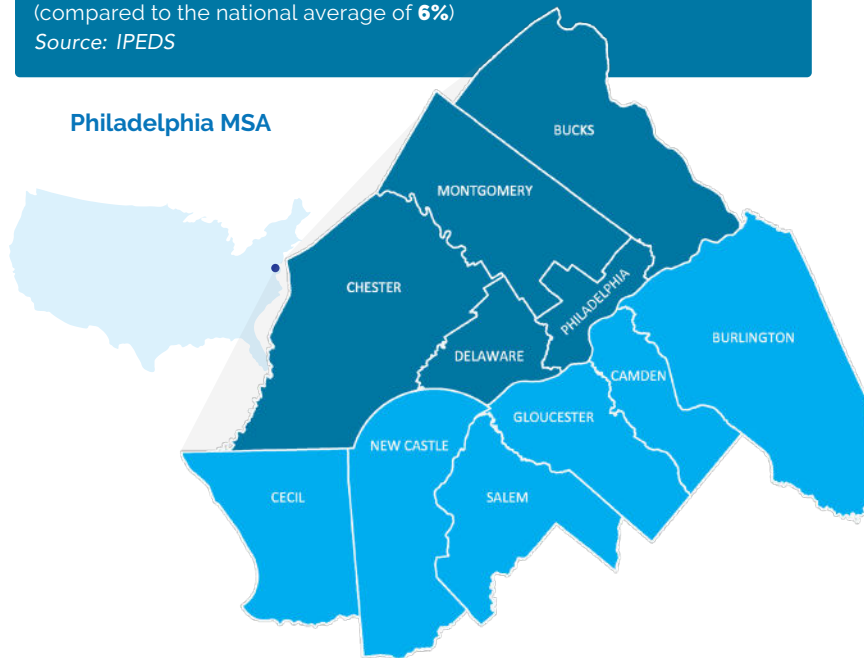 (compared to the national average of 6%)
Source: IPEDS
Philadelphia MSA
BUCKS
MONTGOMERY
CHESTER
PHILADELPHIA
BURLINGTON
DELAWARE
CAMDEN
GLOUCESTER
NEW CASTLE
CECIL
SALEM